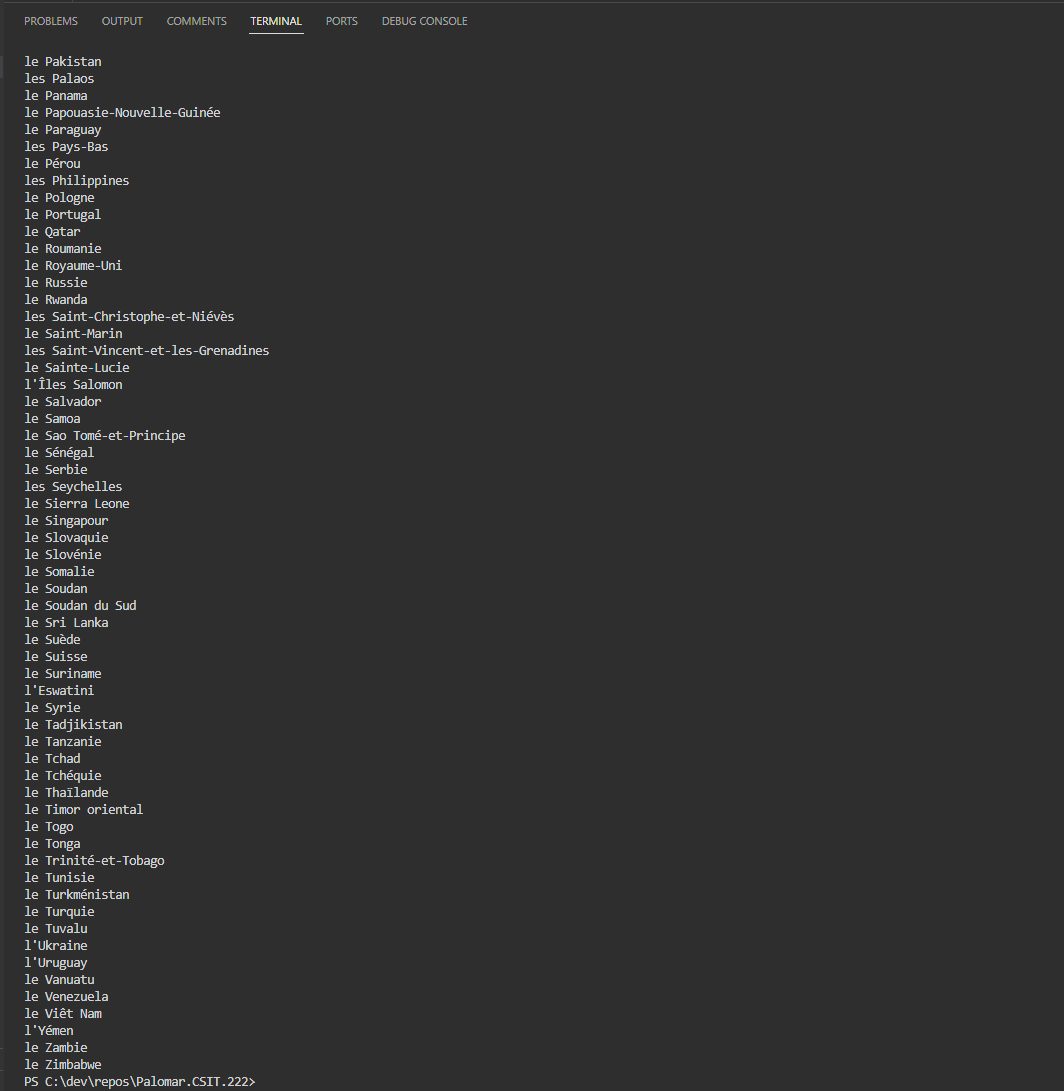 PROBLEMS OUTPUT COMMENTS TERMINAL PORTS DEBUG CONSOLE
le Pakistan
les Palaos
le Panama
le Papouasie-Nouvelle-Guinée
le Paraguay
les Pays-Bas
le Pérou
les Philippines
le Pologne
le Portugal
le Qatar
le Roumanie
le Royaume-Uni
le Russie
le Rwanda
les Saint-Christophe-et-Niévès
le Saint-Marin
les Saint-Vincent-et-les-Grenadines
le Sainte-Lucie
l'Îles Salomon
le Salvador
le Samoa
le Sao Tomé-et-Principe
le Sénégal
le Serbie
les Seychelles
le Sierra Leone
le Singapour
le Slovaquie
le Slovénie
le Somalie
le Soudan
le Soudan du Sud
le Sri Lanka
le Suède
le Suisse
le Suriname
l'Eswatini
le Syrie
le Tadjikistan
le Tanzanie
le Tchad
le Tchéquie
le Thaïlande
le Timor oriental
le Togo
le Tonga
le Trinité-et-Tobago
le Tunisie
le Turkménistan
le Turquie
le Tuvalu
l'Ukraine
l'Uruguay
le Vanuatu
le Venezuela
le Viêt Nam
l'Yémen
le Zambie
le Zimbabwe
PS C:\dev\repos\Palomar.CSIT.222>